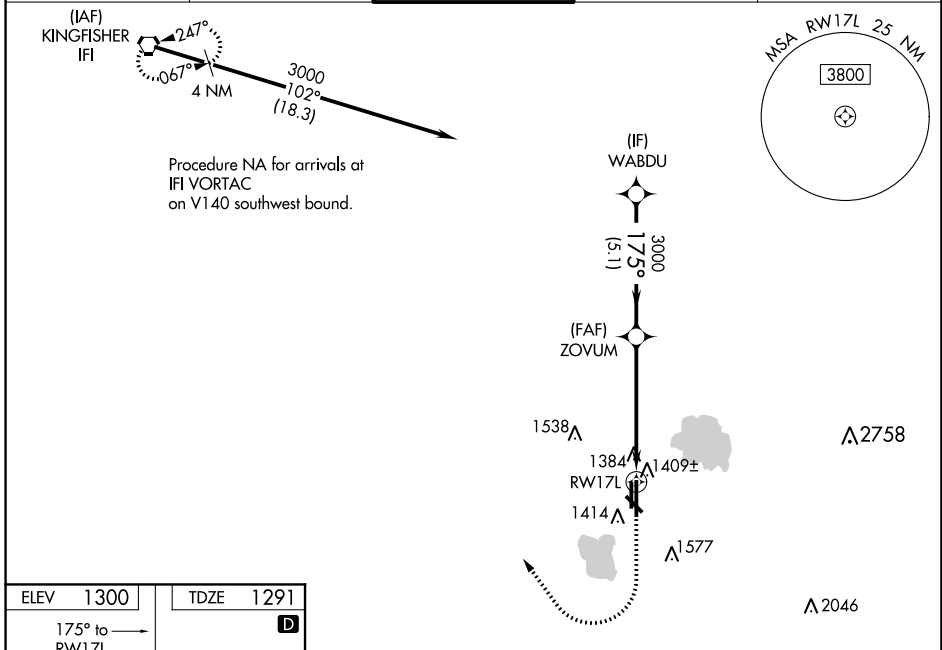 (IAF)
KINGFISHER
IFI
247°
067°
4 NM
3000
102°
(18.3)
Procedure NA for arrivals at
IFI VORTAC
on V140 southwest bound.
MSA RW17L 25 NM
3800
(IF)
WABDU
3000
175°
(5.1)
(FAF)
ZOVUM
1538
2758
1384
1409±
RW17L
1414
1577
2046
ELEV 1300
TDZE 1291
D
175° to
RW17L